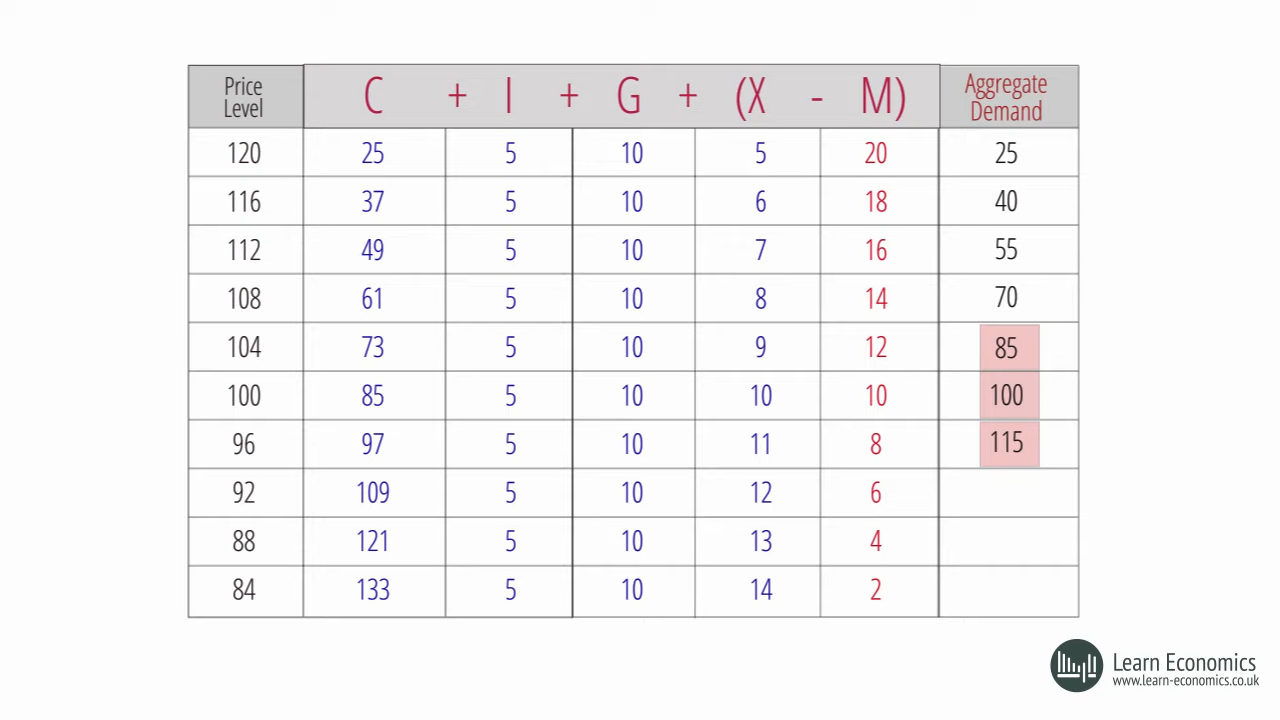 Price Level C + I + G + (X - M) Aggregate Demand
120 25 5 10 5 20 25
116 37 5 10 6 18 40
112 49 5 10 7 16 55
108 61 5 10 8 14 70
104 73 5 10 9 12 85
100 85 5 10 10 10 100
96 97 5 10 11 8 115
92 109 5 10 12 6
88 121 5 10 13 4
84 133 5 10 14 2
Learn Economics
www.learn-economics.co.uk